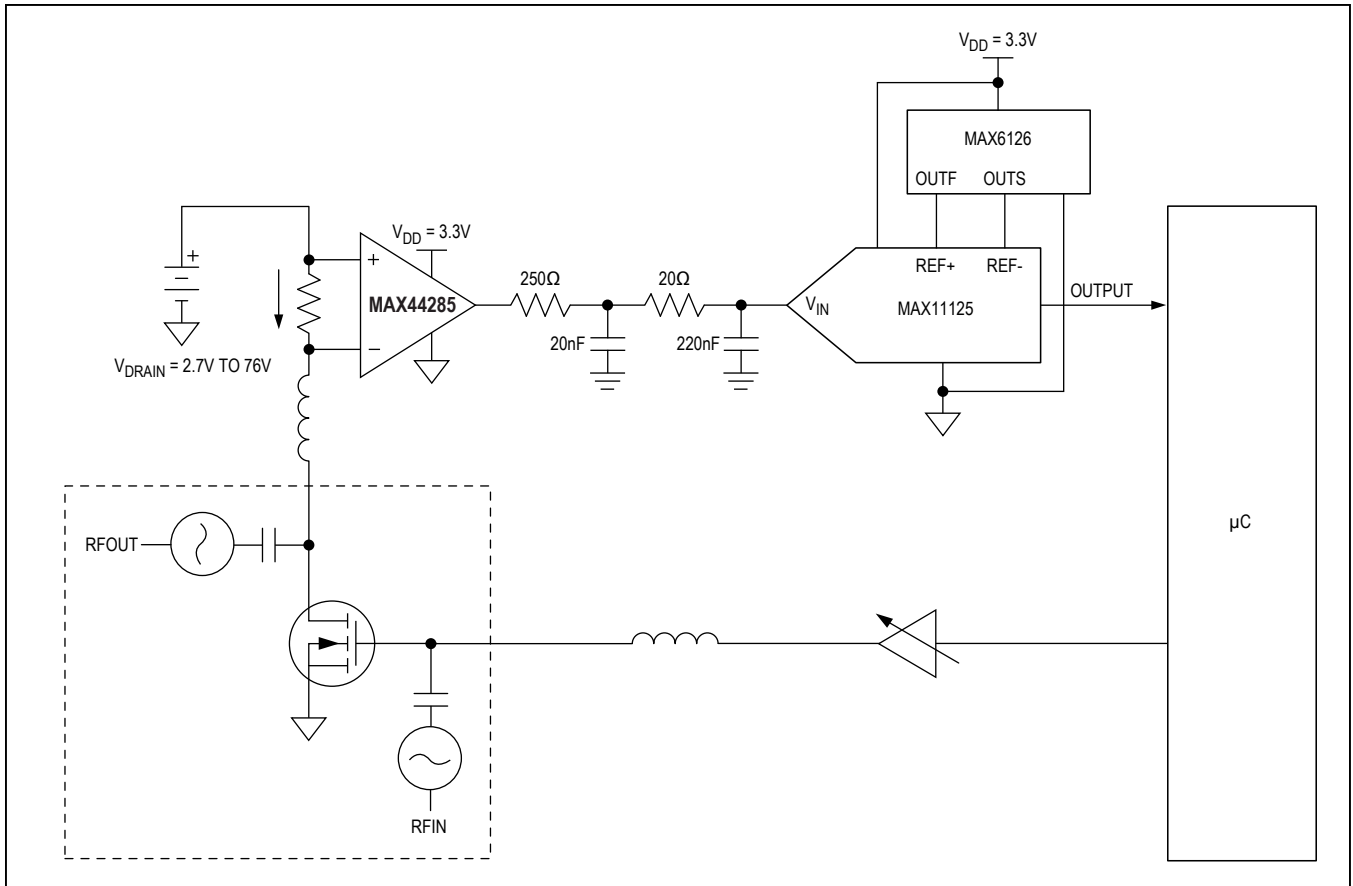 V_DD = 3.3V
MAX6126
OUTF OUTS
V_DD = 3.3V
+
+
MAX44285
−
250Ω
20Ω
20nF
220nF
REF+ REF-
V_IN
MAX11125
OUTPUT
V_DRAIN = 2.7V TO 76V
µC
RFOUT
RFIN